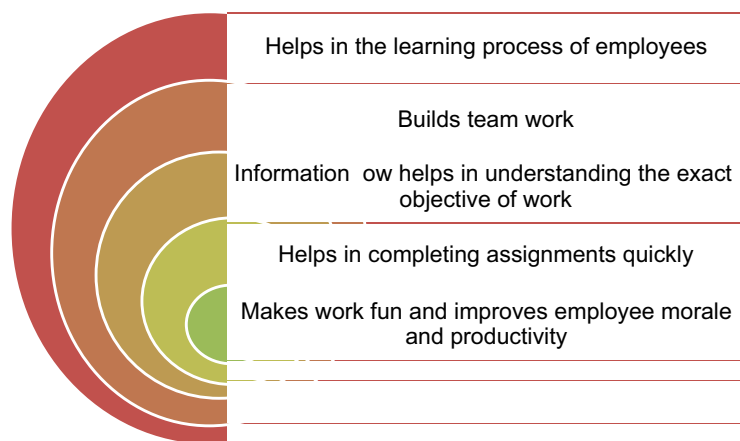 Helps in the learning process of employees
Builds team work
Information  ow helps in understanding the exact
objective of work
Helps in completing assignments quickly
Makes work fun and improves employee morale
and productivity